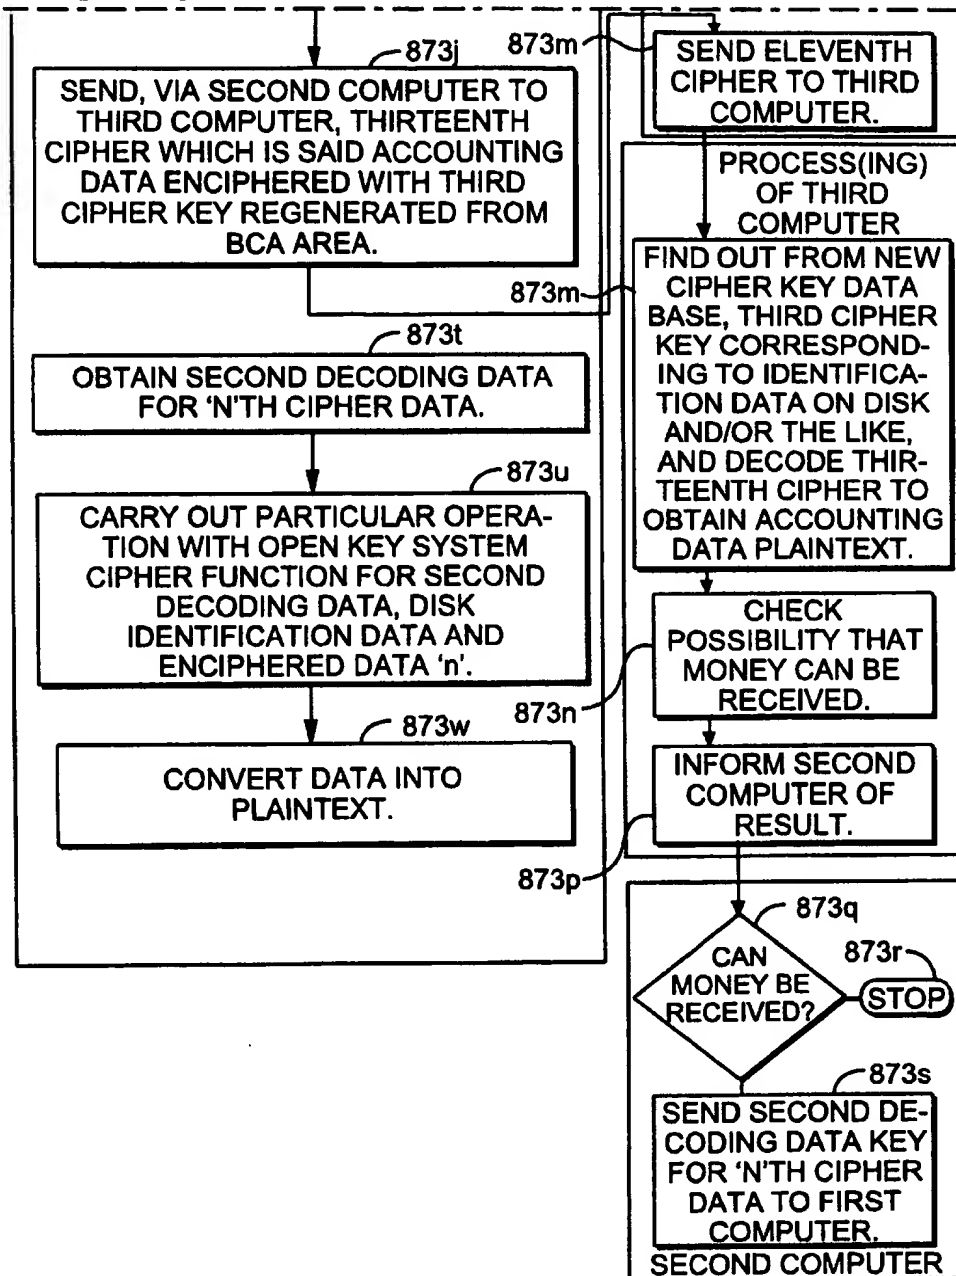 873j
SEND, VIA SECOND COMPUTER TO
THIRD COMPUTER, THIRTEENTH
CIPHER WHICH IS SAID ACCOUNTING
DATA ENCIPHERED WITH THIRD
CIPHER KEY REGENERATED FROM
BCA AREA.
873t
OBTAIN SECOND DECODING DATA
FOR 'N'TH CIPHER DATA.
873u
CARRY OUT PARTICULAR OPERA-
TION WITH OPEN KEY SYSTEM
CIPHER FUNCTION FOR SECOND
DECODING DATA, DISK
IDENTIFICATION DATA AND
ENCIPHERED DATA 'n'.
873w
CONVERT DATA INTO
PLAINTEXT.
873m
SEND ELEVENTH
CIPHER TO THIRD
COMPUTER.
PROCESS(ING)
OF THIRD
COMPUTER
873m
FIND OUT FROM NEW
CIPHER KEY DATA
BASE, THIRD CIPHER
KEY CORRESPOND-
ING TO IDENTIFICA-
TION DATA ON DISK
AND/OR THE LIKE,
AND DECODE THIR-
TEENTH CIPHER TO
OBTAIN ACCOUNTING
DATA PLAINTEXT.
CHECK
POSSIBILITY THAT
MONEY CAN BE
RECEIVED.
873n
INFORM SECOND
COMPUTER OF
RESULT.
873p
873q
CAN
MONEY BE
RECEIVED?
873r
STOP
873s
SEND SECOND DE-
CODING DATA KEY
FOR 'N'TH CIPHER
DATA TO FIRST
COMPUTER.
SECOND COMPUTER